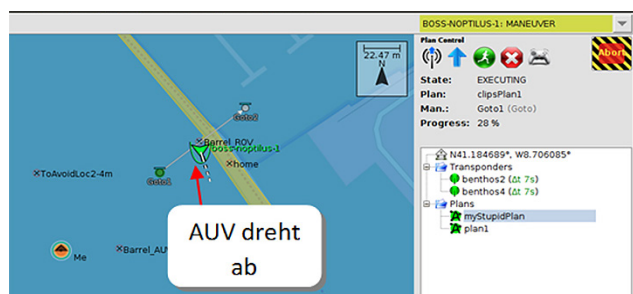 BOSS-NOPTILUS-1: MANEUVER
Plan Control
Abort
22.47 m
N
State: EXECUTING
Plan: clipsPlan1
Man.: Goto1 (Goto)
Progress: 28 %
Goto2
Barrel_ROV
boss-noptilus-1
home
ToAvoidLoc2-4m
Goto1
AUV dreht
ab
Me
Barrel_AU
N41.184689°, W8.706085°
Transponders
benthos2 (Δt 7s)
benthos4 (Δt 7s)
Plans
myStupidPlan
plan1